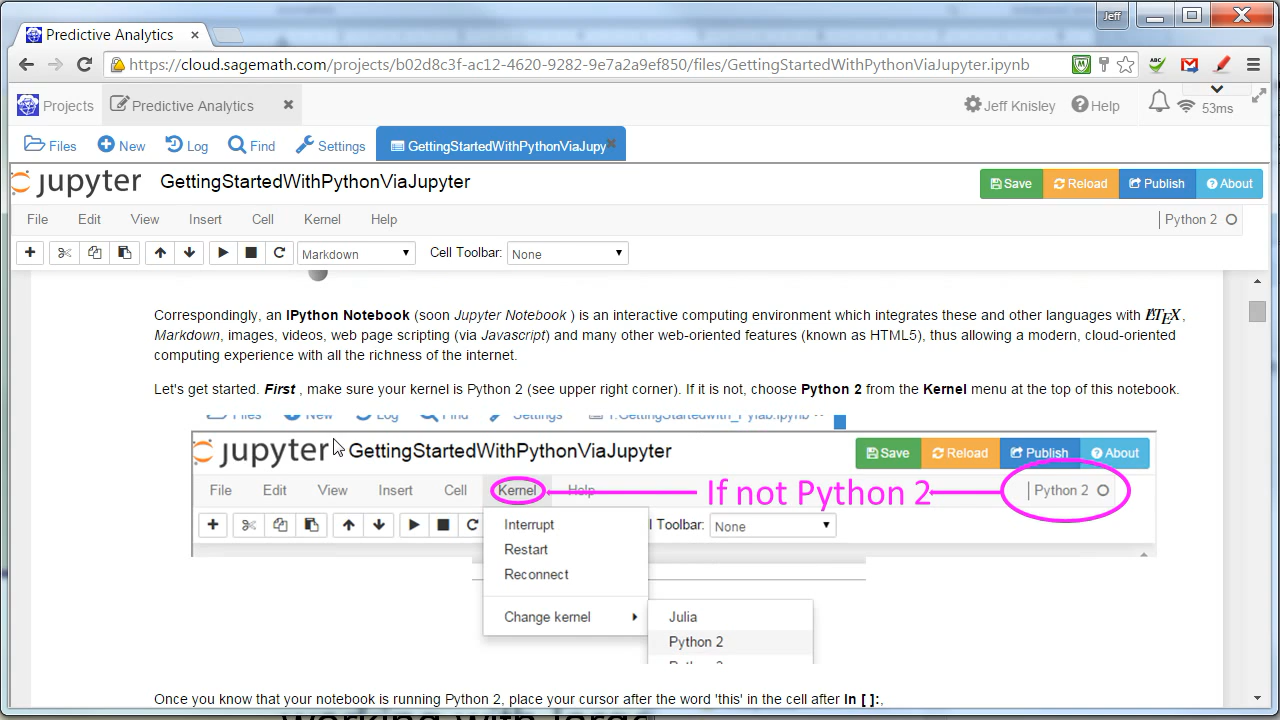 Jeff
Predictive Analytics
https://cloud.sagemath.com/projects/b02d8c3f-ac12-4620-9282-9e7a2a9ef850/files/GettingStartedWithPythonViaJupyter.ipynb
Projects Predictive Analytics Jeff Knisley Help 53ms
Files New Log Find Settings GettingStartedWithPythonViaJupy
jupyter GettingStartedWithPythonViaJupyter Save Reload Publish About
File Edit View Insert Cell Kernel Help Python 2
Markdown Cell Toolbar: None
Correspondingly, an IPython Notebook (soon Jupyter Notebook ) is an interactive computing environment which integrates these and other languages with LATEX,
Markdown, images, videos, web page scripting (via Javascript) and many other web-oriented features (known as HTML5), thus allowing a modern, cloud-oriented
computing experience with all the richness of the internet.
Let's get started. First , make sure your kernel is Python 2 (see upper right corner). If it is not, choose Python 2 from the Kernel menu at the top of this notebook.
Files New Log Find Settings
jupyter GettingStartedWithPythonViaJupyter Save Reload Publish About
File Edit View Insert Cell Kernel Help If not Python 2 Python 2
Toolbar: None
Interrupt
Restart
Reconnect
Change kernel Julia
Python 2
Once you know that your notebook is running Python 2, place your cursor after the word 'this' in the cell after In [ ]:,